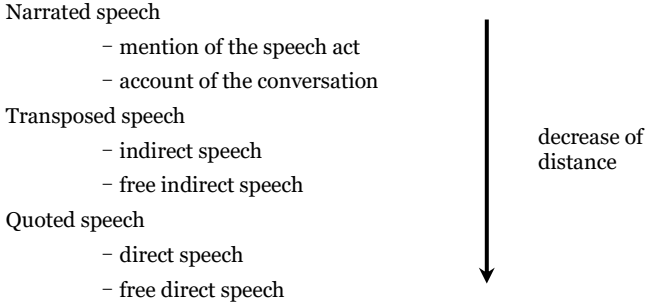 Narrated speech
– mention of the speech act
– account of the conversation
Transposed speech
– indirect speech
– free indirect speech
Quoted speech
– direct speech
– free direct speech
decrease of
distance